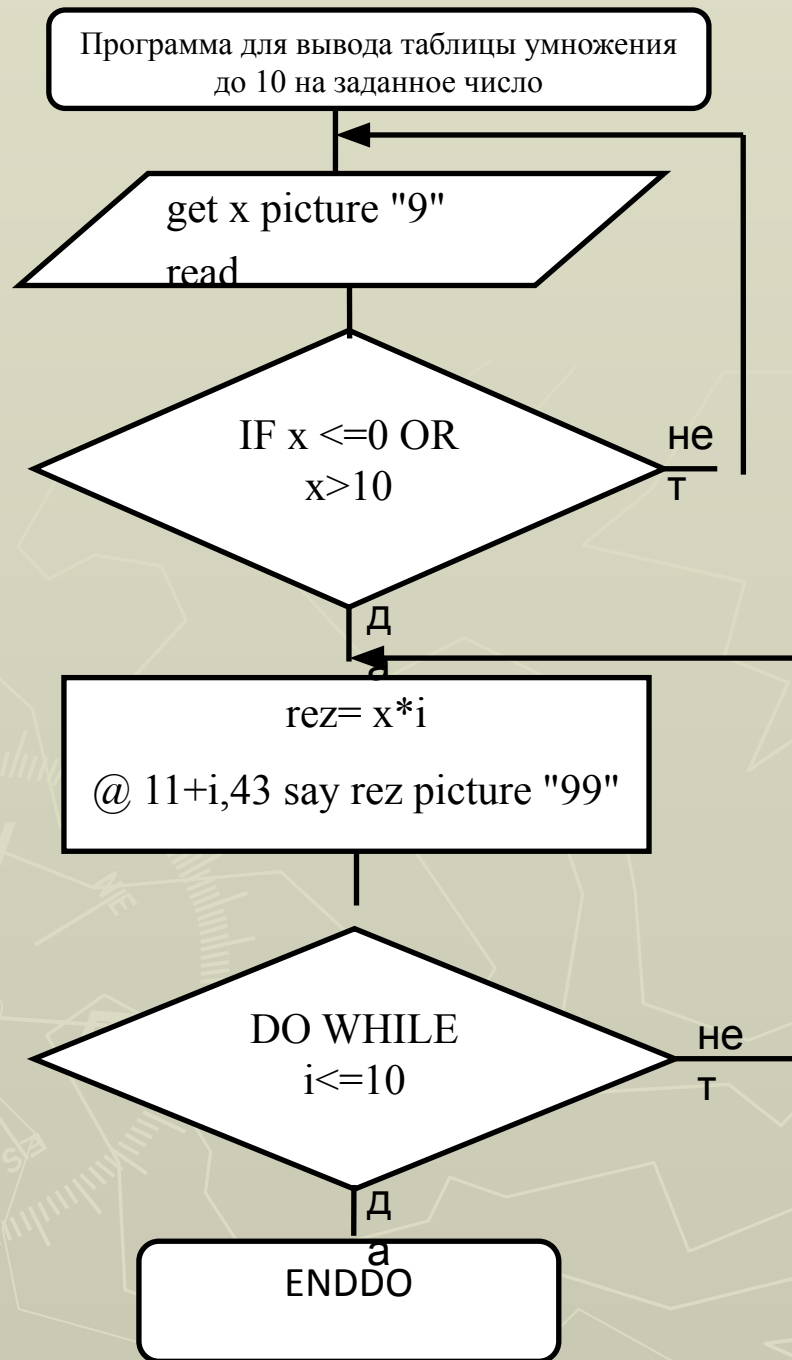 Программа для вывода таблицы умножения
до 10 на заданное число
get x picture "9"
read
IF x <=0 OR
x>10
не
т
д
а
rez= x*i
@ 11+i,43 say rez picture "99"
DO WHILE
i<=10
не
т
д
а
ENDDO